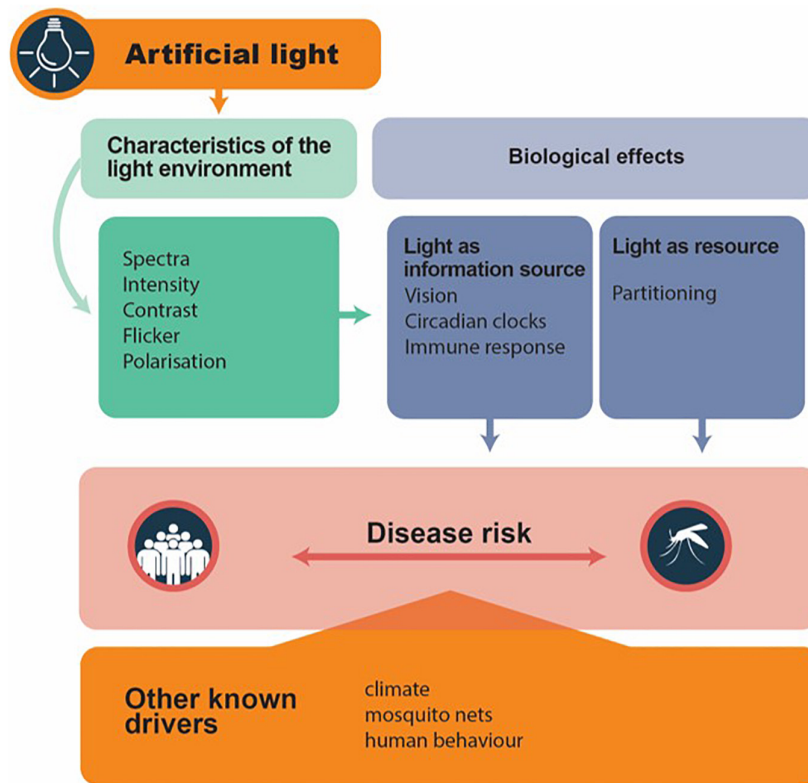 Artificial light
Characteristics of the
light environment
Biological effects
Spectra
Intensity
Contrast
Flicker
Polarisation
Light as
information source
Vision
Circadian clocks
Immune response
Light as resource
Partitioning
Disease risk
Other known
drivers
climate
mosquito nets
human behaviour